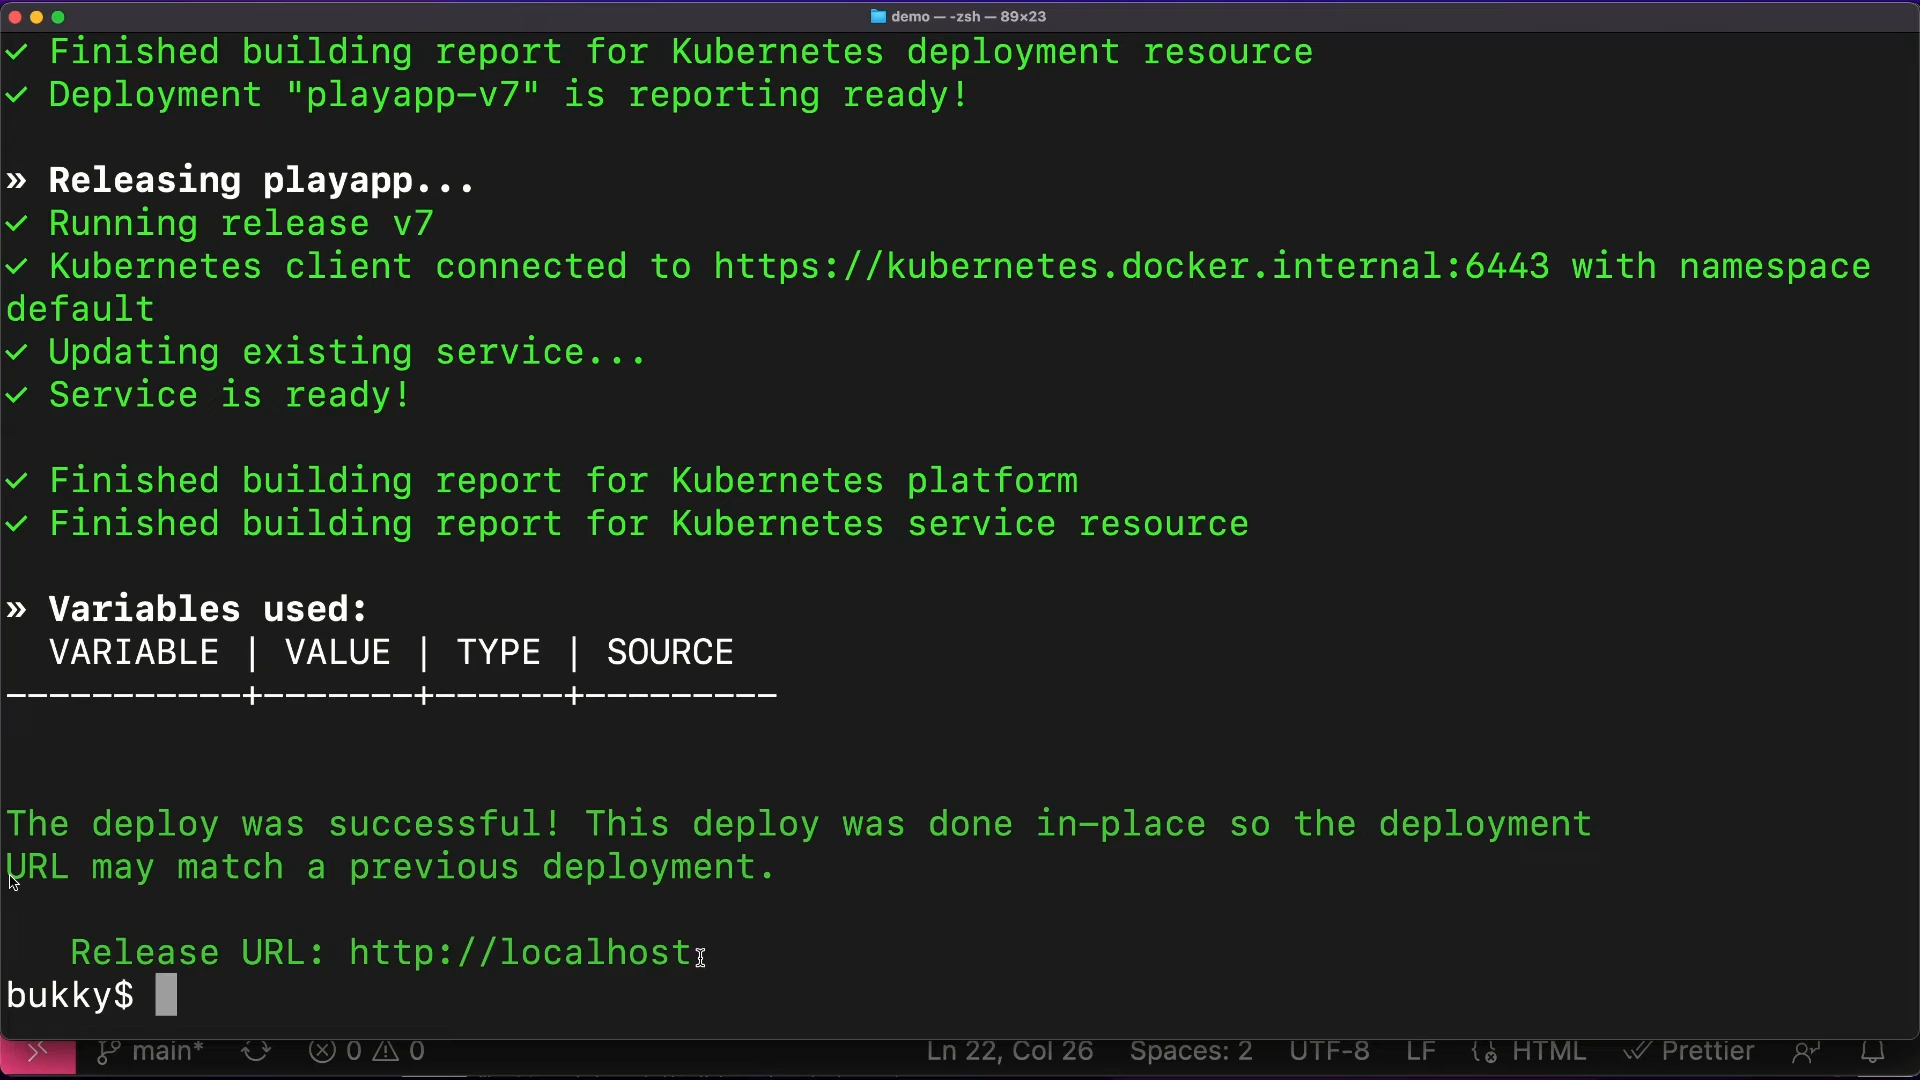 demo — -zsh — 89×23
✓ Finished building report for Kubernetes deployment resource
✓ Deployment "playapp-v7" is reporting ready!
» Releasing playapp...
✓ Running release v7
✓ Kubernetes client connected to https://kubernetes.docker.internal:6443 with namespace
default
✓ Updating existing service...
✓ Service is ready!
✓ Finished building report for Kubernetes platform
✓ Finished building report for Kubernetes service resource
» Variables used:
VARIABLE | VALUE | TYPE | SOURCE
-----------+-------+------+---------
The deploy was successful! This deploy was done in-place so the deployment
URL may match a previous deployment.
Release URL: http://localhost
bukky$
main* 0 0 Ln 22, Col 26 Spaces: 2 UTF-8 LF HTML Prettier